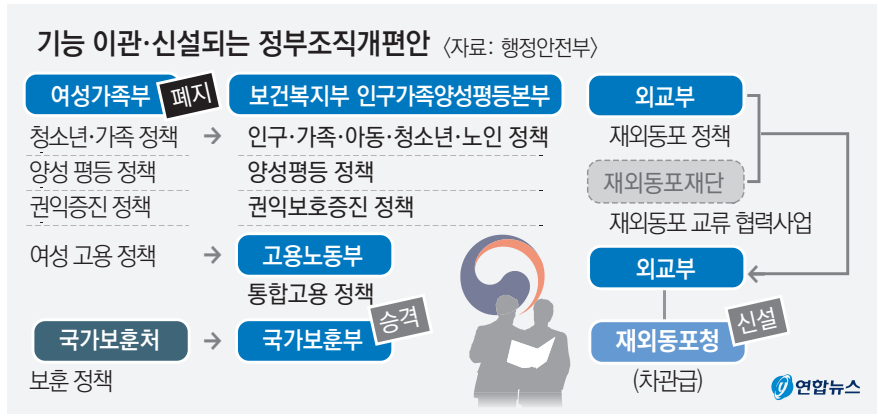 기능 이관·신설되는 정부조직개편안 〈자료: 행정안전부〉
여성가족부 폐지
보건복지부 인구가족양성평등본부
청소년·가족 정책 → 인구·가족·아동·청소년·노인 정책
양성 평등 정책 양성평등 정책
권익증진 정책 권익보호증진 정책
여성 고용 정책 → 고용노동부
통합고용 정책
국가보훈처 → 국가보훈부 승격
보훈 정책
외교부
재외동포 정책
재외동포재단
재외동포 교류 협력사업
외교부
재외동포청 신설
(차관급)
연합뉴스